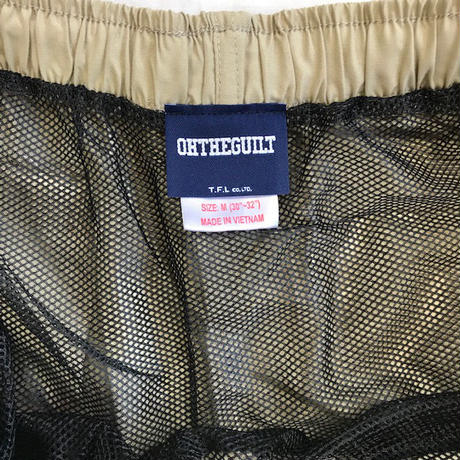 OHTHEGUILT
T.F.L CO.,LTD.
SIZE: M (30"~32")
MADE IN VIETNAM